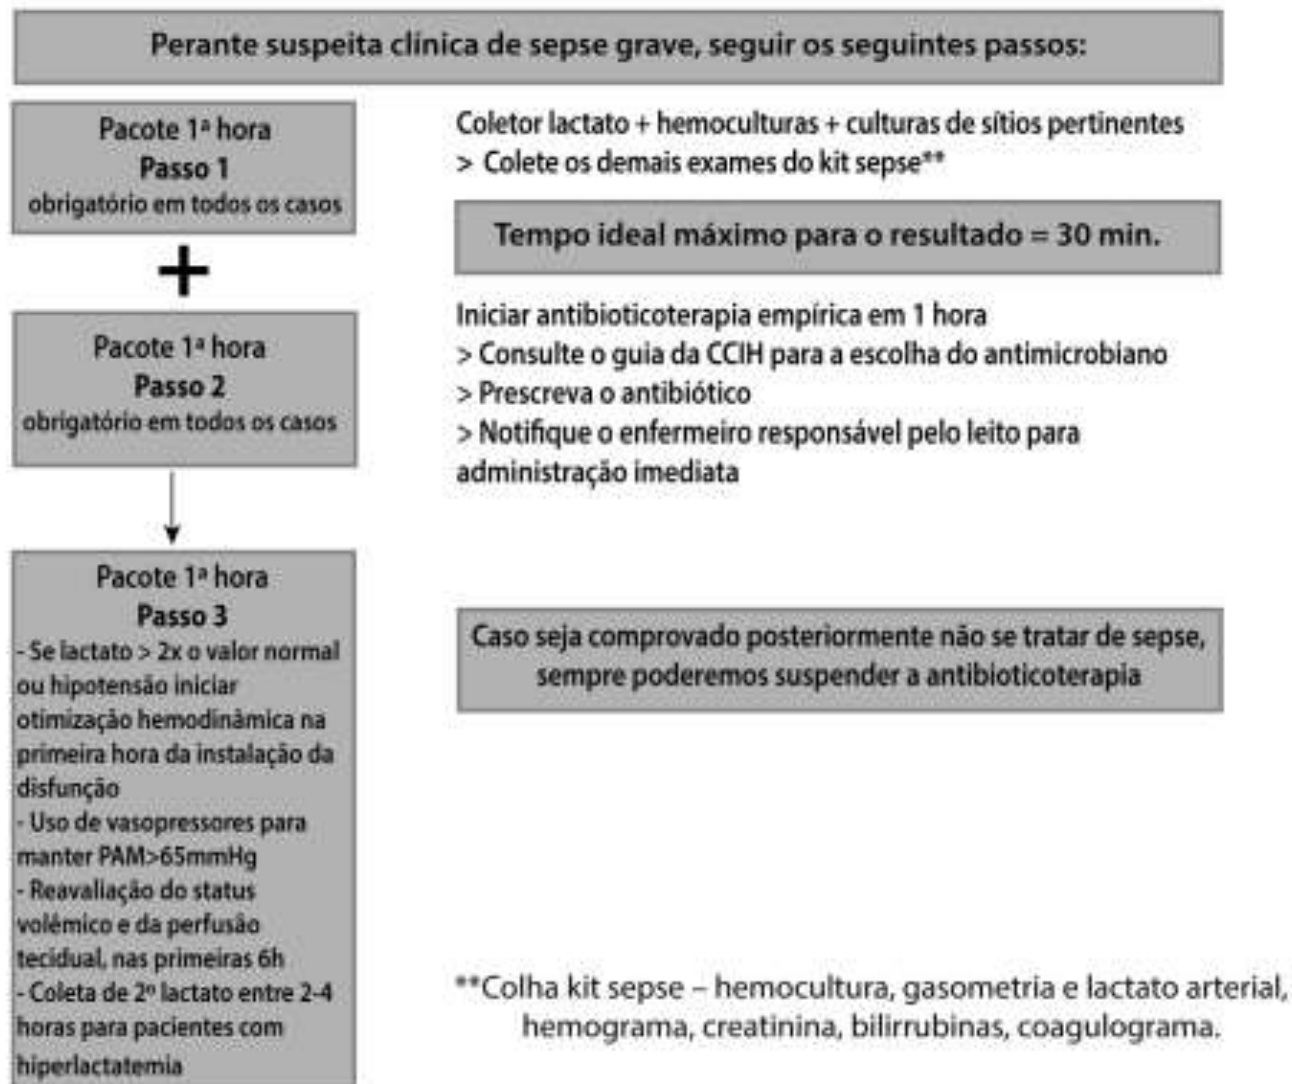 Perante suspeita clínica de sepse grave, seguir os seguintes passos:
Pacote 1ª hora
Passo 1
obrigatório em todos os casos
Coletor lactato + hemoculturas + culturas de sítios pertinentes
> Colete os demais exames do kit sepse**
Tempo ideal máximo para o resultado = 30 min.
+
Pacote 1ª hora
Passo 2
obrigatório em todos os casos
Iniciar antibioticoterapia empírica em 1 hora
> Consulte o guia da CCIH para a escolha do antimicrobiano
> Prescreva o antibiótico
> Notifique o enfermeiro responsável pelo leito para
administração imediata
Pacote 1ª hora
Passo 3
- Se lactato > 2x o valor normal
ou hipotensão iniciar
otimização hemodinâmica na
primeira hora da instalação da
disfunção
- Uso de vasopressores para
manter PAM>65mmHg
- Reavaliação do status
volêmico e da perfusão
tecidual, nas primeiras 6h
- Coleta de 2º lactato entre 2-4
horas para pacientes com
hiperlactatemia
Caso seja comprovado posteriormente não se tratar de sepse,
sempre poderemos suspender a antibioticoterapia
**Colha kit sepse – hemocultura, gasometria e lactato arterial,
hemograma, creatinina, bilirrubinas, coagulograma.